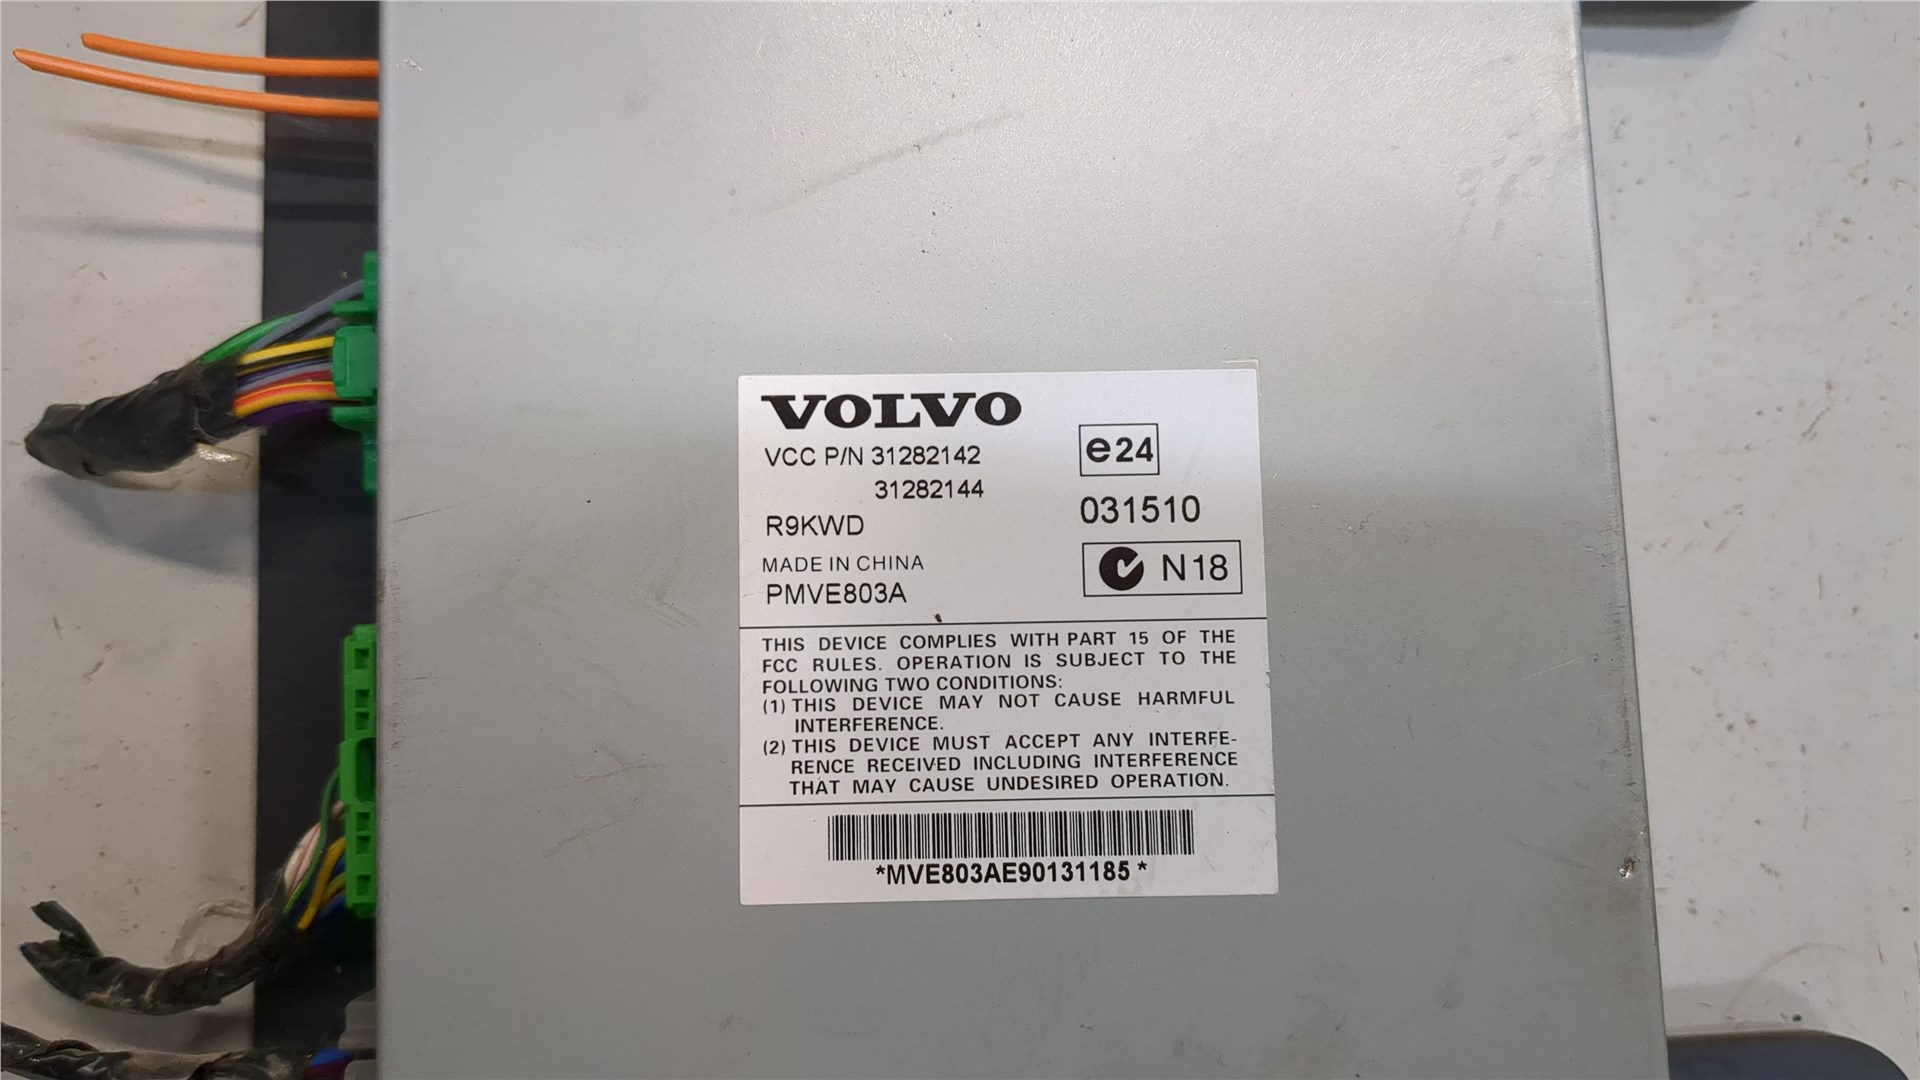 VOLVO
VCC P/N 31282142
31282144
R9KWD
MADE IN CHINA
PMVE803A
e24
031510
N18
THIS DEVICE COMPLIES WITH PART 15 OF THE
FCC RULES. OPERATION IS SUBJECT TO THE
FOLLOWING TWO CONDITIONS:
(1) THIS DEVICE MAY NOT CAUSE HARMFUL
INTERFERENCE.
(2) THIS DEVICE MUST ACCEPT ANY INTERFE-
RENCE RECEIVED INCLUDING INTERFERENCE
THAT MAY CAUSE UNDESIRED OPERATION.
*MVE803AE90131185*